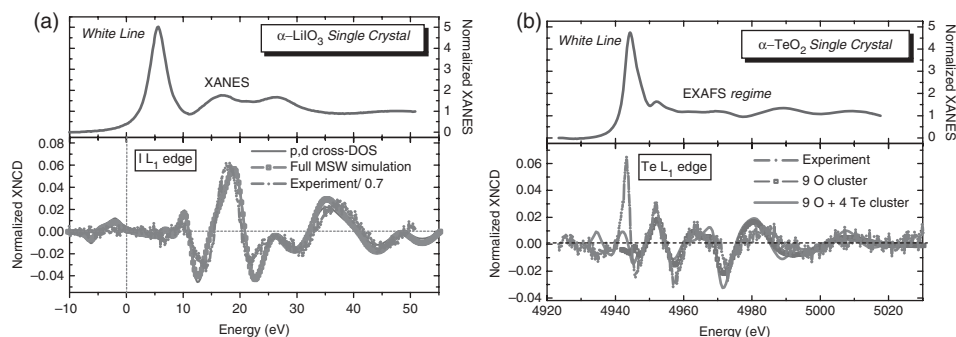 (a)
White Line
α–LiIO3 Single Crystal
XANES
Normalized XANES
5
4
3
2
1
0
I L1 edge
p,d cross-DOS
Full MSW simulation
Experiment/ 0.7
Normalized XNCD
0.08
0.06
0.04
0.02
0.00
−0.02
−0.04
−10
0
10
20
30
40
50
Energy (eV)
(b)
White Line
α–TeO2 Single Crystal
EXAFS regime
Normalized XANES
5
4
3
2
1
0
Te L1 edge
Experiment
9 O cluster
9 O + 4 Te cluster
Normalized XNCD
0.06
0.04
0.02
0.00
−0.02
−0.04
4920
4940
4960
4980
5000
5020
Energy (eV)